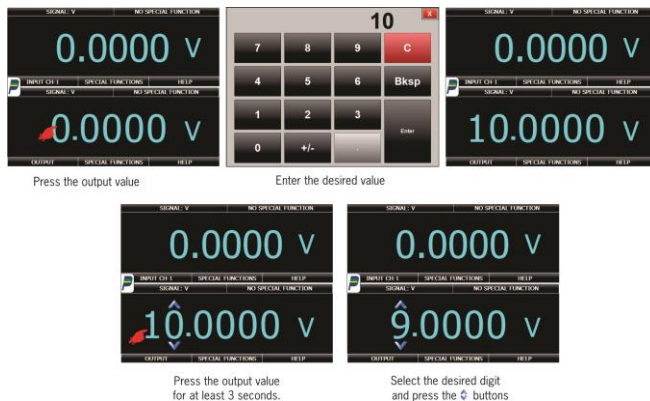 SIGNAL: V NO SPECIAL FUNCTION
0.0000 V
INPUT CH 1 SPECIAL FUNCTIONS HELP
SIGNAL: V NO SPECIAL FUNCTION
0.0000 V
OUTPUT SPECIAL FUNCTIONS HELP
Press the output value
10 X
7 8 9 C
4 5 6 Bksp
1 2 3 Enter
0 +/- .
Enter the desired value
SIGNAL: V NO SPECIAL FUNCTION
0.0000 V
INPUT CH 1 SPECIAL FUNCTIONS HELP
SIGNAL: V NO SPECIAL FUNCTION
10.0000 V
OUTPUT SPECIAL FUNCTIONS HELP
SIGNAL: V NO SPECIAL FUNCTION
0.0000 V
INPUT CH 1 SPECIAL FUNCTIONS HELP
SIGNAL: V NO SPECIAL FUNCTION
10.0000 V
OUTPUT SPECIAL FUNCTIONS HELP
Press the output value
for at least 3 seconds.
SIGNAL: V NO SPECIAL FUNCTION
0.0000 V
INPUT CH 1 SPECIAL FUNCTIONS HELP
SIGNAL: V NO SPECIAL FUNCTION
9.0000 V
OUTPUT SPECIAL FUNCTIONS HELP
Select the desired digit
and press the buttons